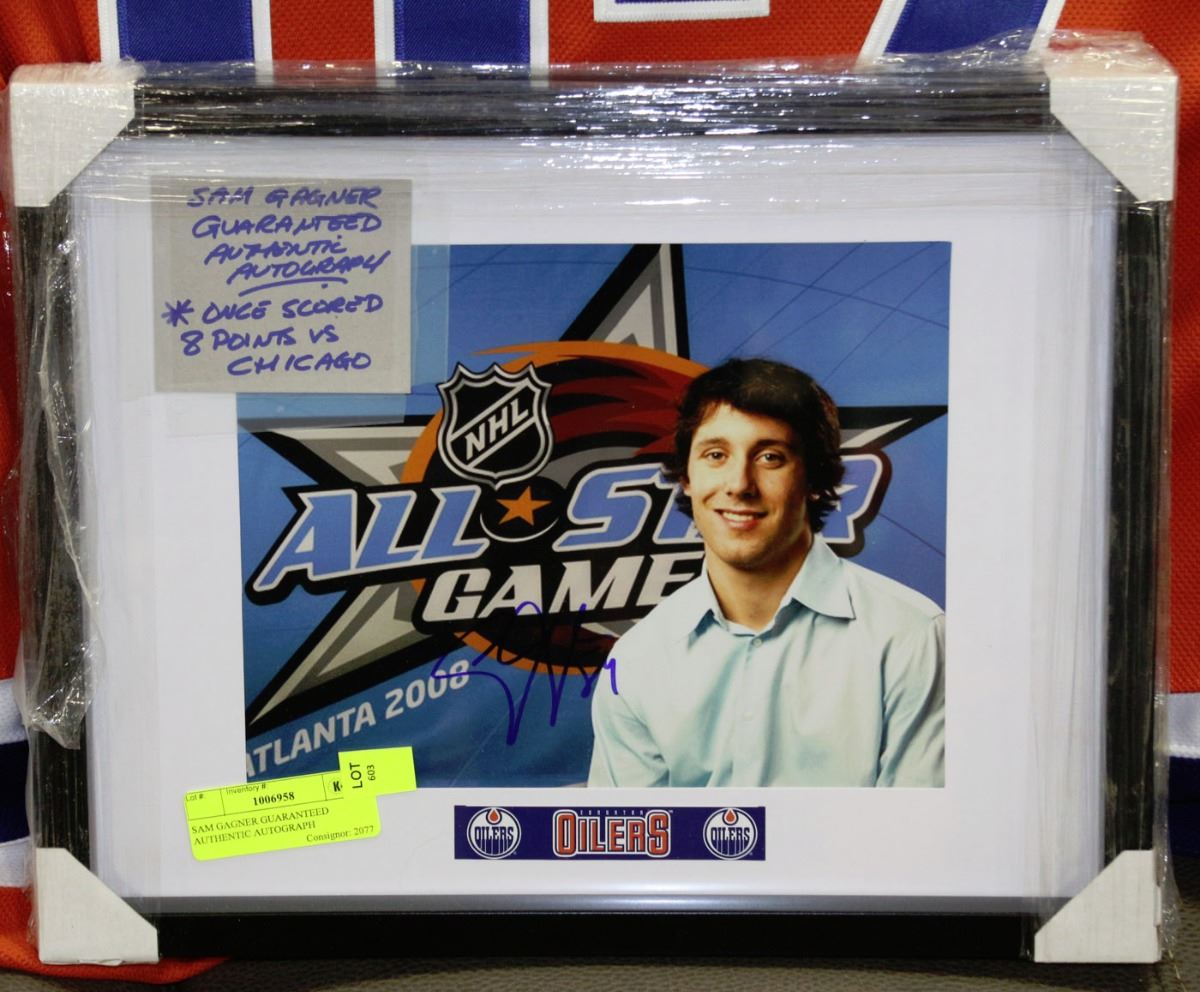 SAM GAGNER
GUARANTEED
AUTHENTIC
AUTOGRAPH
* ONCE SCORED
8 POINTS VS
CHICAGO
NHL
ALL STAR
GAME
ATLANTA 2008
Lot #: Inventory #:
1006958
LOT
603
SAM GAGNER GUARANTEED
AUTHENTIC AUTOGRAPH
Consignor: 2077
OILERS
EDMONTON
OILERS
OILERS